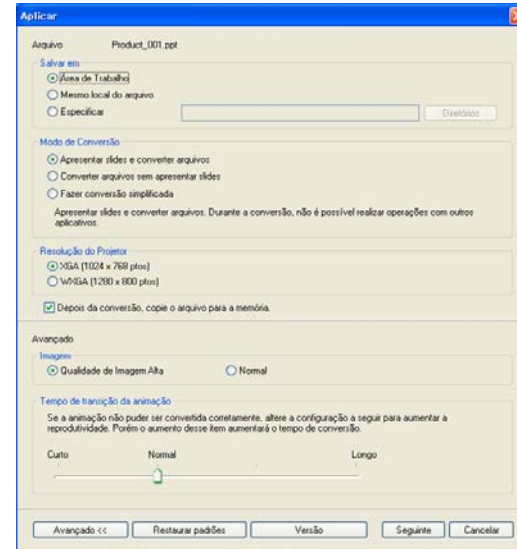 Aplicar
Arquivo Product_001.ppt
Salvar em
Área de Trabalho
Mesmo local do arquivo
Especificar Diretórios
Modo de Conversão
Apresentar slides e converter arquivos
Converter arquivos sem apresentar slides
Fazer conversão simplificada
Apresentar slides e converter arquivos. Durante a conversão, não é possível realizar operações com outros
aplicativos.
Resolução do Projetor
XGA (1024 x 768 ptos)
WXGA (1280 x 800 ptos)
Depois da conversão, copie o arquivo para a memória.
Avançado
Imagem
Qualidade de Imagem Alta Normal
Tempo de transição da animação
Se a animação não puder ser convertida corretamente, altere a configuração a seguir para aumentar a
reprodutividade. Porém o aumento desse item aumentará o tempo de conversão.
Curto Normal Longo
Avançado << Restaurar padrões Versão Seguinte Cancelar